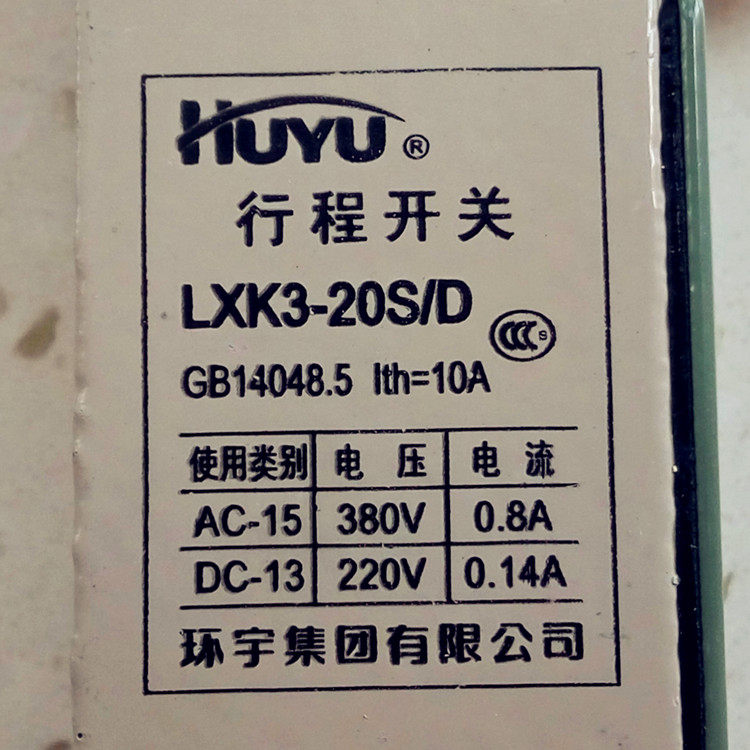 HUYU ®
行程开关
LXK3-20S/D
CCC S
GB14048.5 Ith=10A
使用类别 电压 电流
AC-15 380V 0.8A
DC-13 220V 0.14A
环宇集团有限公司